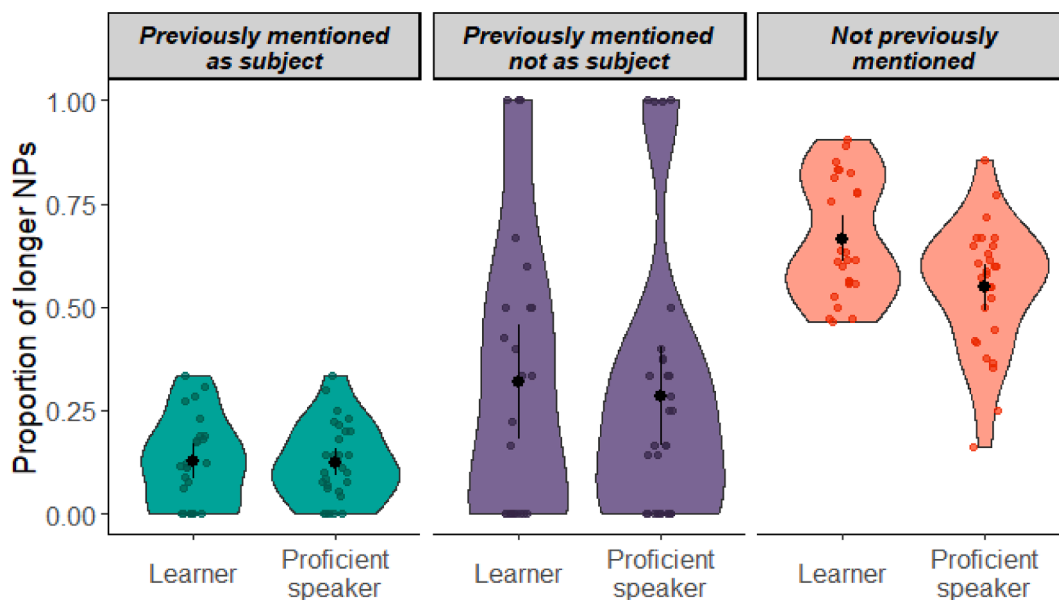 Previously mentioned
as subject
Previously mentioned
not as subject
Not previously
mentioned
Proportion of longer NPs
1.00
0.75
0.50
0.25
0.00
Learner
Proficient
speaker
Learner
Proficient
speaker
Learner
Proficient
speaker